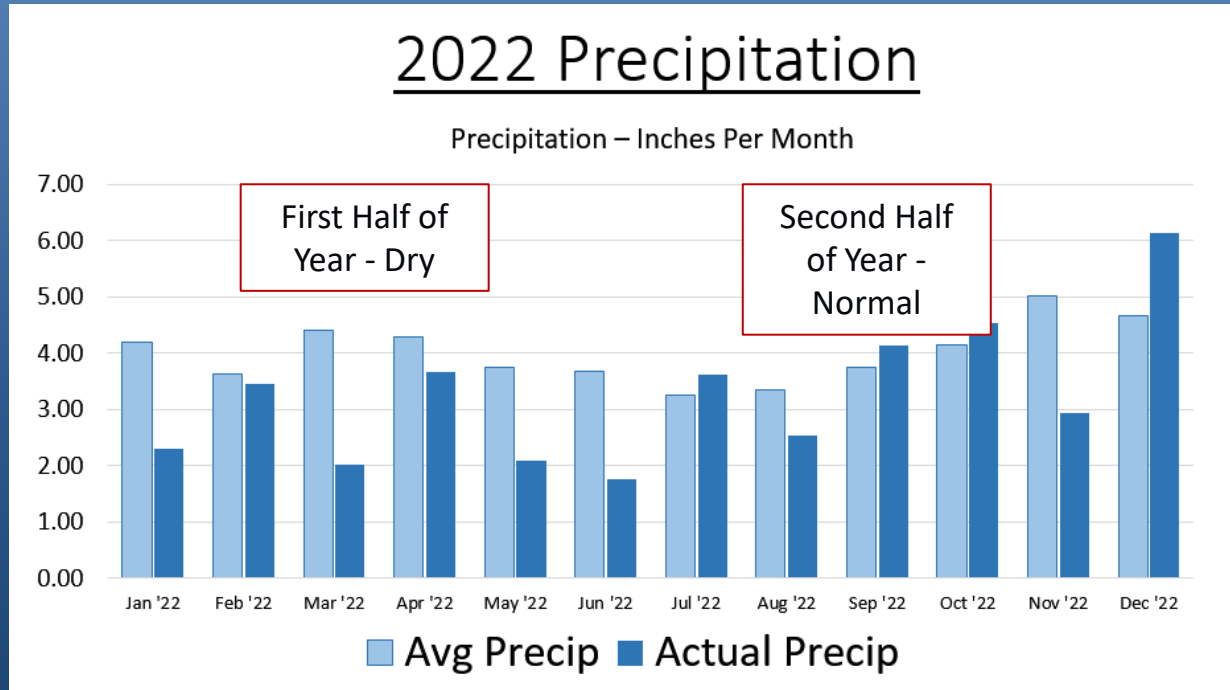 2022 Precipitation
Precipitation – Inches Per Month
7.00
6.00
5.00
4.00
3.00
2.00
1.00
0.00
First Half of
Year - Dry
Second Half
of Year -
Normal
Jan '22 Feb '22 Mar '22 Apr '22 May '22 Jun '22 Jul '22 Aug '22 Sep '22 Oct '22 Nov '22 Dec '22
Avg Precip Actual Precip